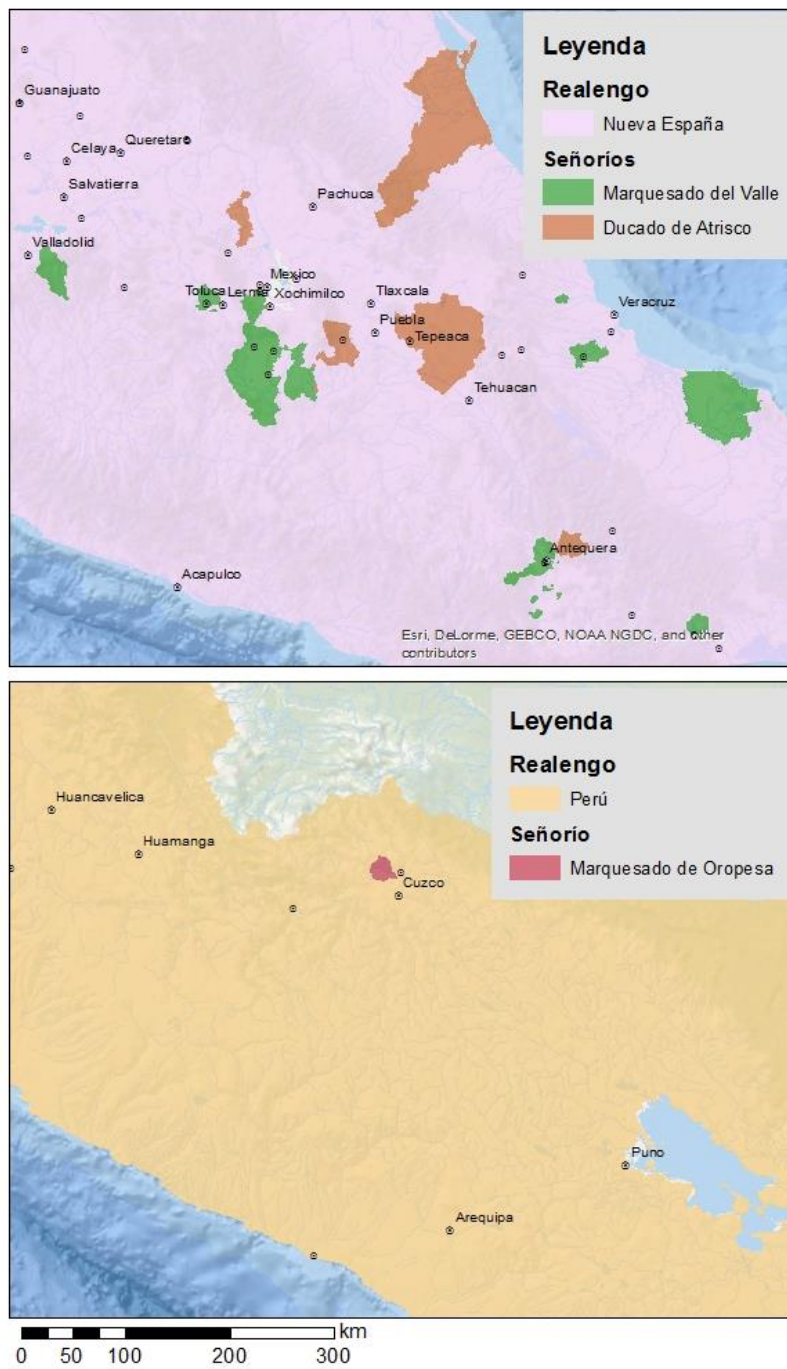 Leyenda
Realengo
Nueva España
Señoríos
Marquesado del Valle
Ducado de Atrisco
Guanajuato
Queretaro
Celaya
Salvatierra
Pachuca
Valladolid
Mexico
Toluca
Lerma
Xochimilco
Tlaxcala
Veracruz
Puebla
Tepeaca
Tehuacan
Antequera
Acapulco
Esri, DeLorme, GEBCO, NOAA NGDC, and other
contributors
Leyenda
Realengo
Perú
Señorío
Marquesado de Oropesa
Huancavelica
Huamanga
Cuzco
Puno
Arequipa
km
0 50 100 200 300